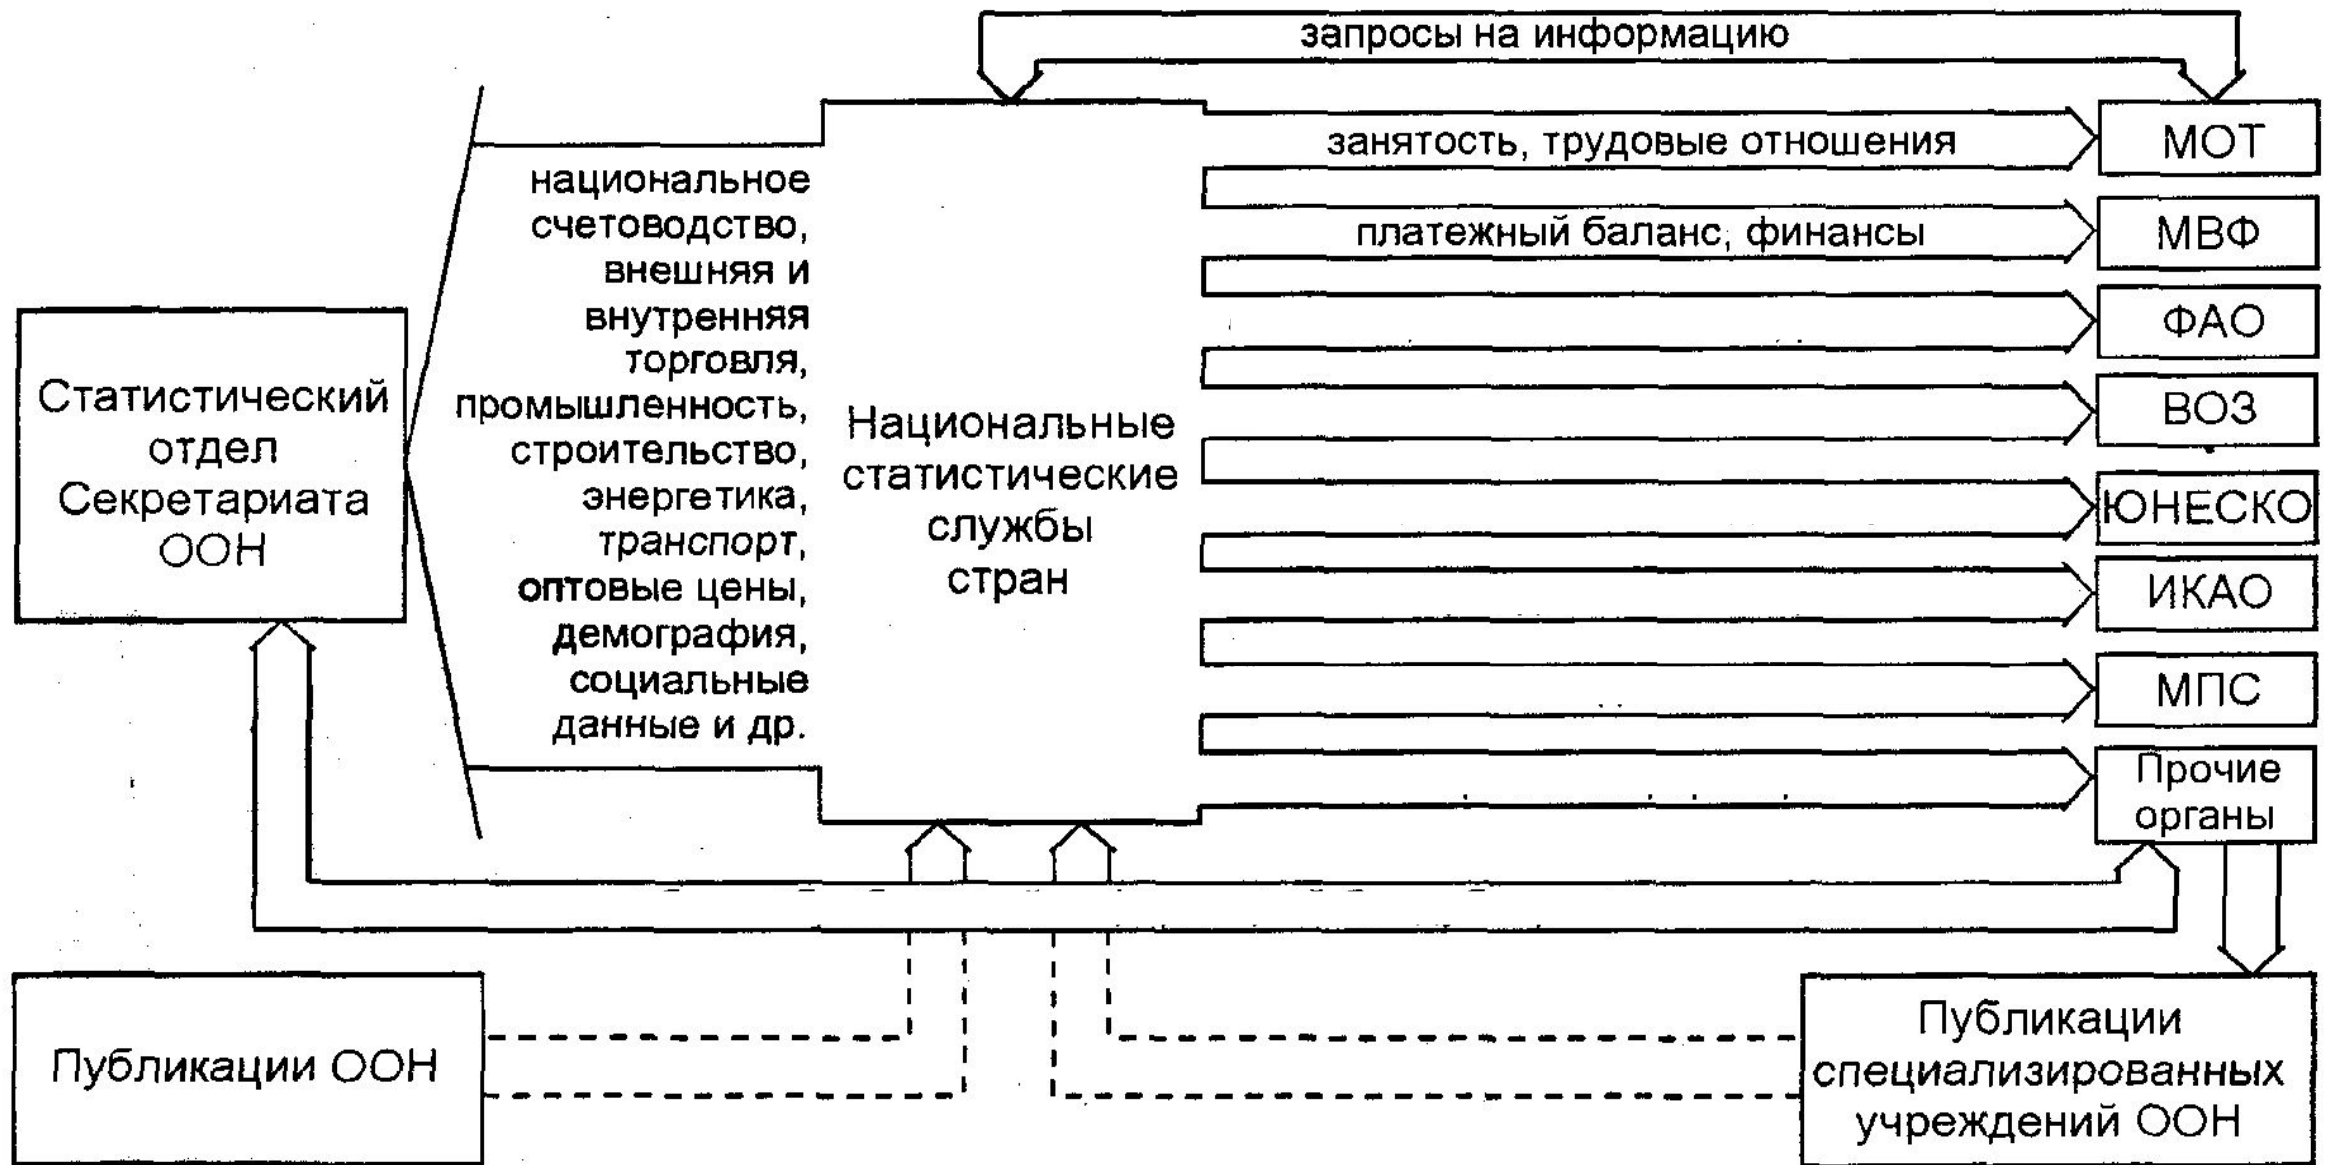 запросы на информацию
занятость, трудовые отношения
МОТ
платежный баланс, финансы
МВФ
ФАО
ВОЗ
ЮНЕСКО
ИКАО
МПС
Прочие
органы
национальное
счетоводство,
внешняя и
внутренняя
торговля,
промышленность,
строительство,
энергетика,
транспорт,
оптовые цены,
демография,
социальные
данные и др.
Статистический
отдел
Секретариата
ООН
Национальные
статистические
службы
стран
Публикации ООН
Публикации
специализированных
учреждений ООН